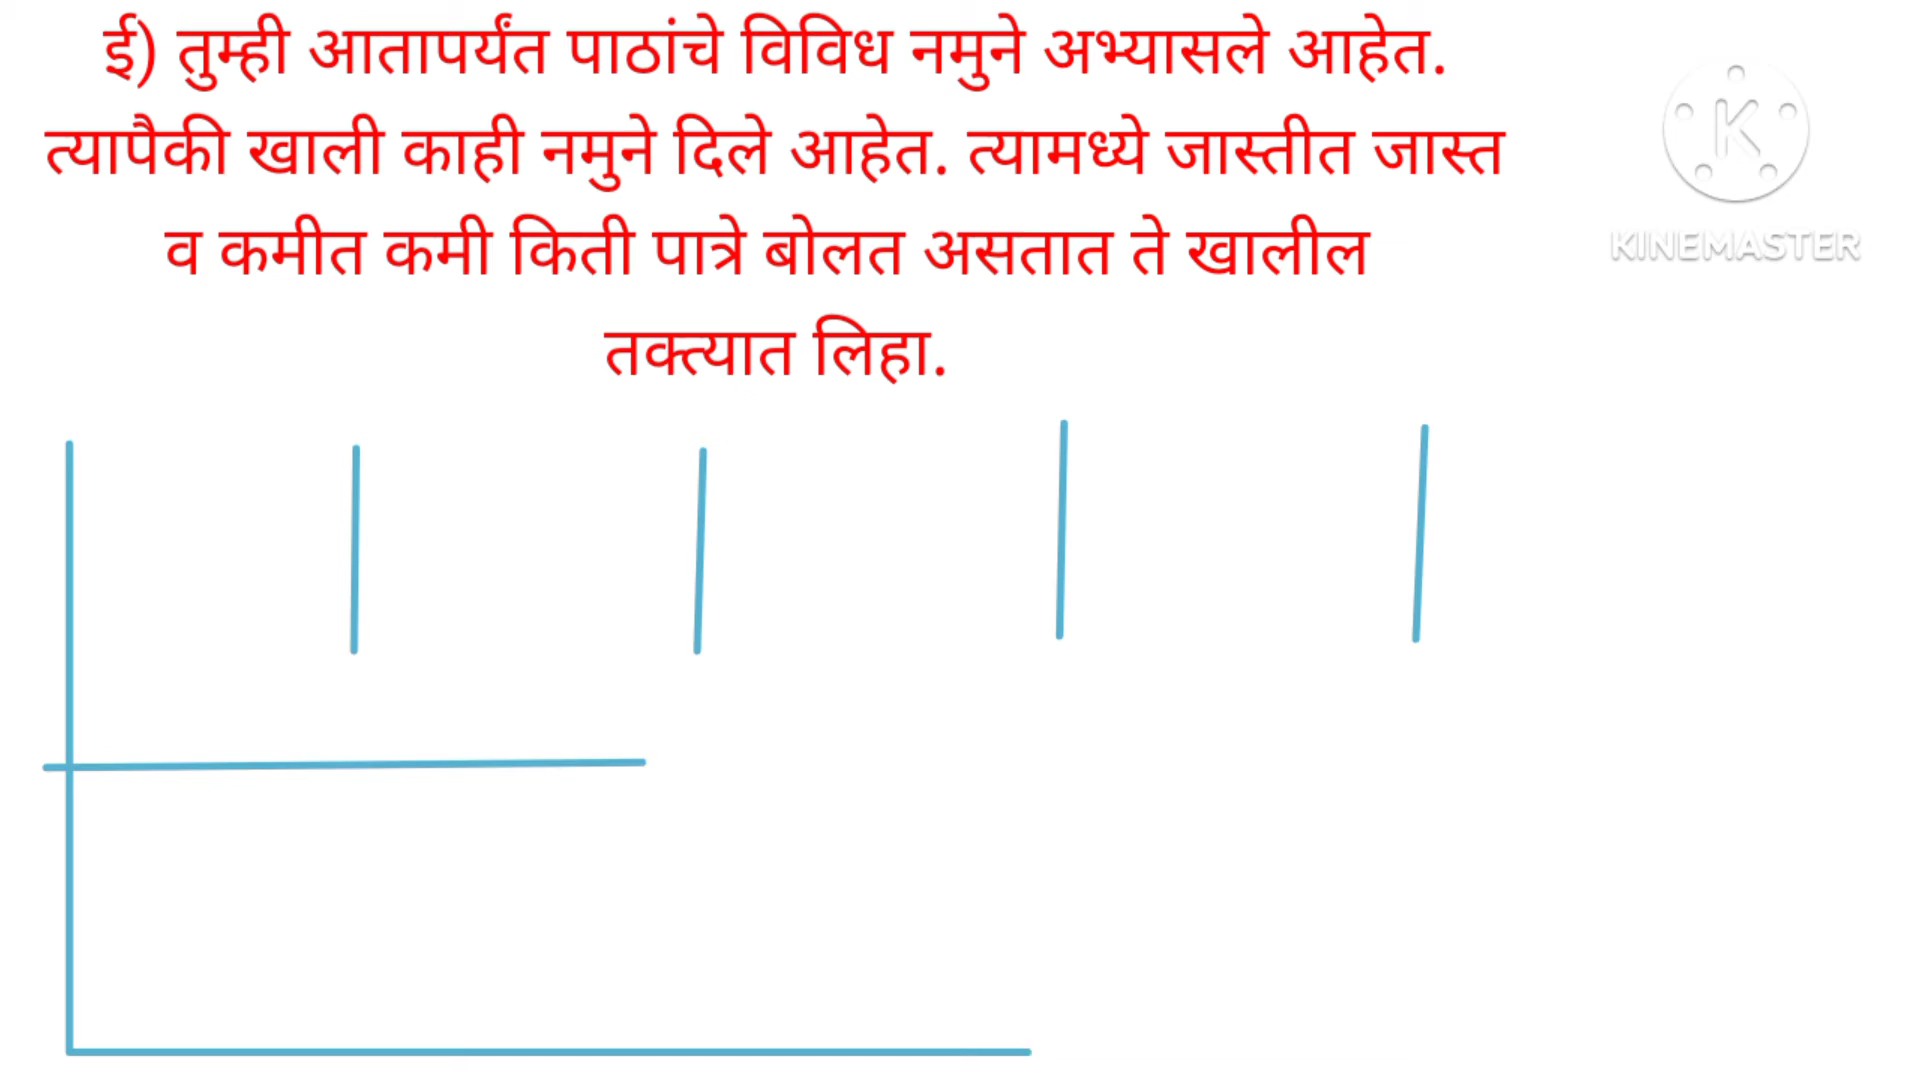 ई) तुम्ही आतापर्यंत पाठांचे विविध नमुने अभ्यासले आहेत.
त्यापैकी खाली काही नमुने दिले आहेत. त्यामध्ये जास्तीत जास्त
व कमीत कमी किती पात्रे बोलत असतात ते खालील
तक्त्यात लिहा.
K
KINEMASTER